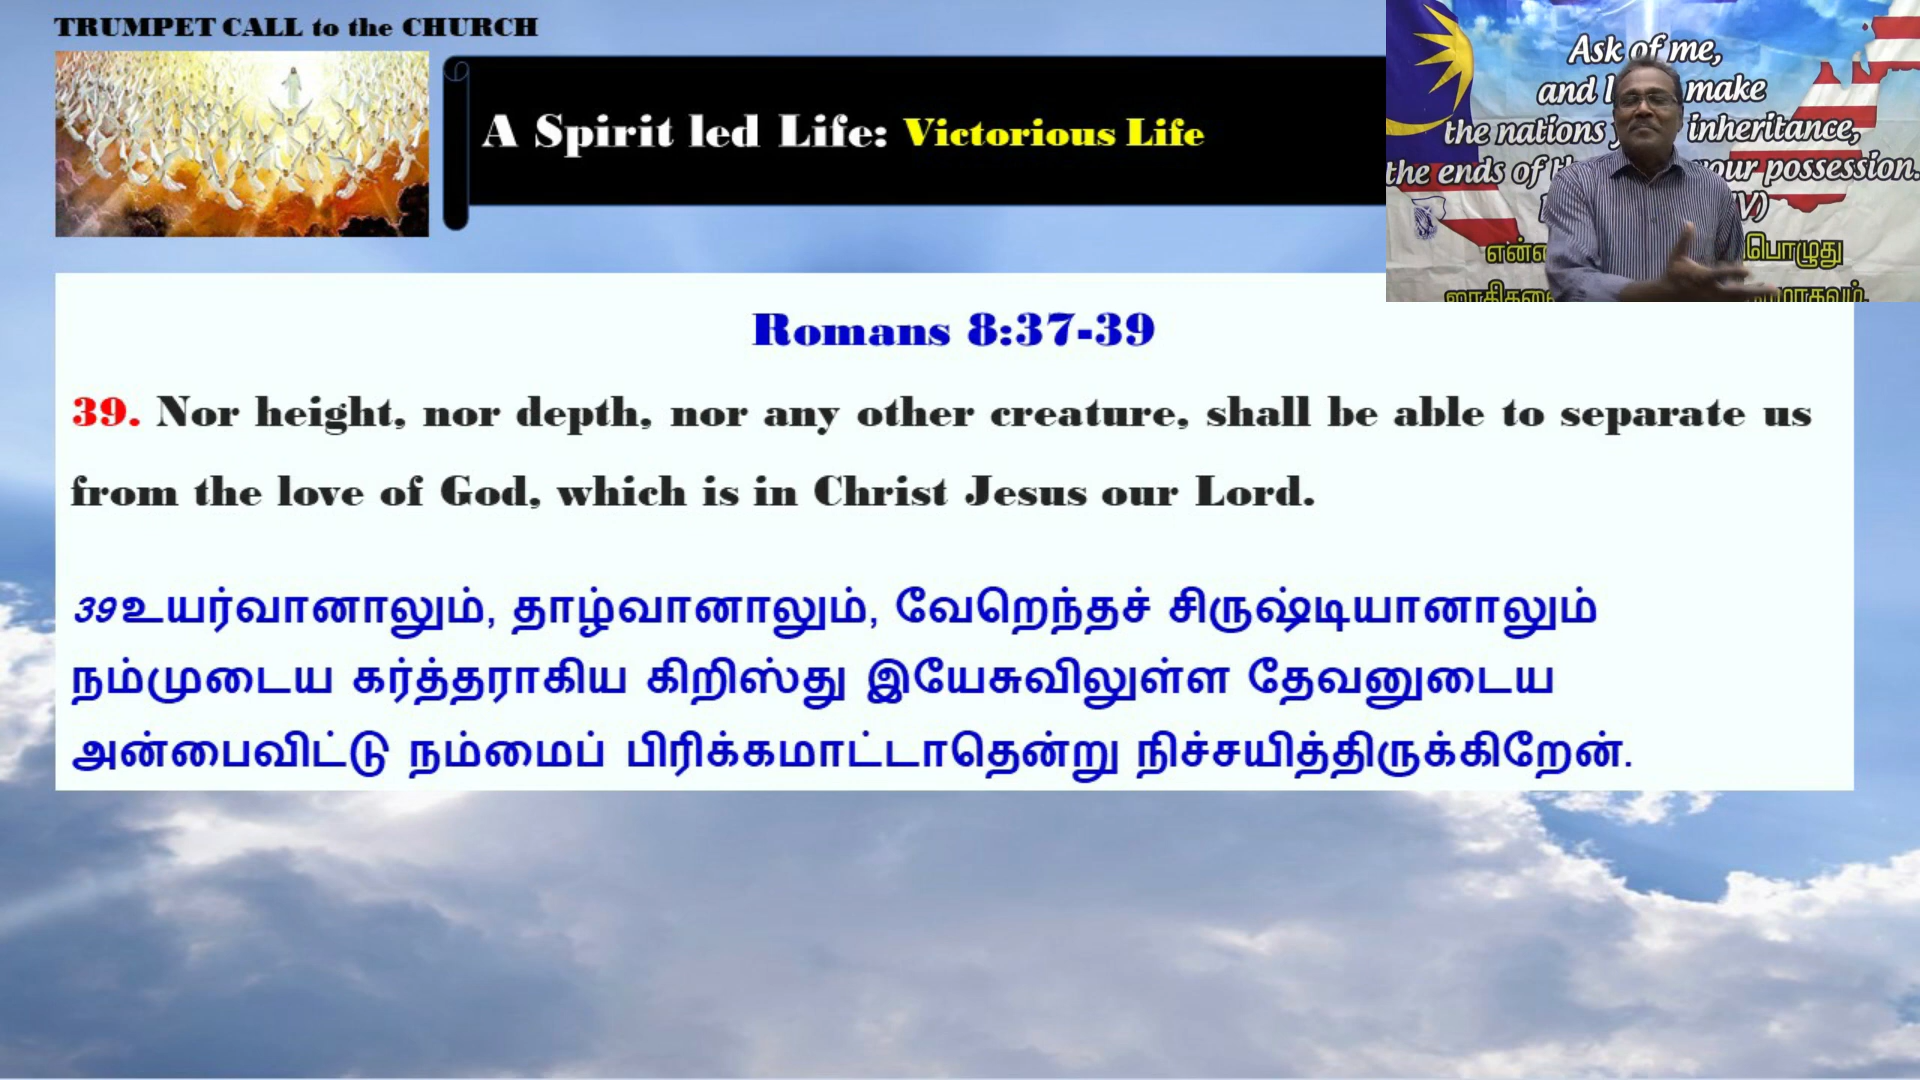 TRUMPET CALL to the CHURCH
A Spirit led Life: Victorious Life
Ask of me,
and I make
the nations inheritance,
the ends of your possession.
Romans 8:37-39
39. Nor height, nor depth, nor any other creature, shall be able to separate us
from the love of God, which is in Christ Jesus our Lord.
39 உயர்வானாலும், தாழ்வானாலும், வேறெந்தச் சிருஷ்டியானாலும்
நம்முடைய கர்த்தராகிய கிறிஸ்து இயேசுவிலுள்ள தேவனுடைய
அன்பைவிட்டு நம்மைப் பிரிக்கமாட்டாதென்று நிச்சயித்திருக்கிறேன்.